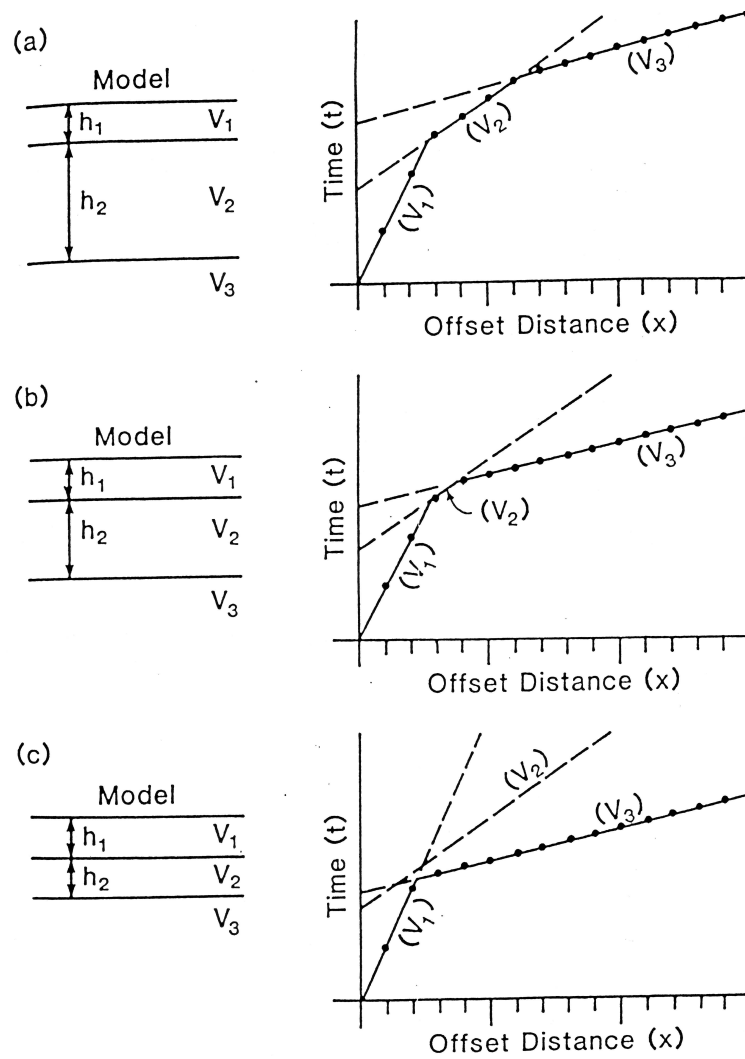 (a)
Model
h₁ V₁
h₂ V₂
V₃
Time (t)
(V₁)
(V₂)
(V₃)
Offset Distance (x)
(b)
Model
h₁ V₁
h₂ V₂
V₃
Time (t)
(V₁)
(V₂)
(V₃)
Offset Distance (x)
(c)
Model
h₁ V₁
h₂ V₂
V₃
Time (t)
(V₁)
(V₂)
(V₃)
Offset Distance (x)